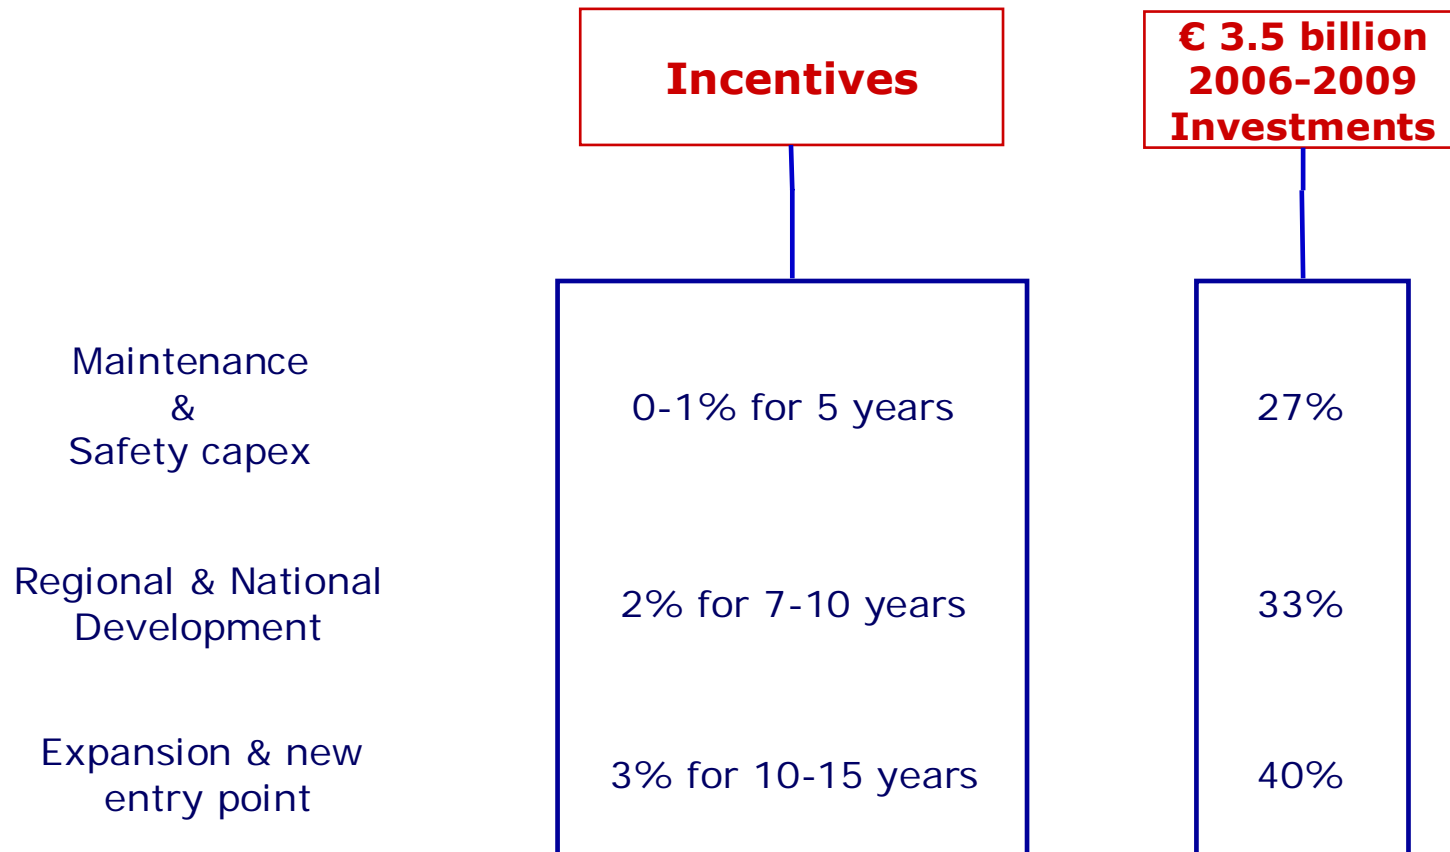 Incentives
€ 3.5 billion
2006-2009
Investments
Maintenance
&
Safety capex
0-1% for 5 years
27%
Regional & National
Development
2% for 7-10 years
33%
Expansion & new
entry point
3% for 10-15 years
40%